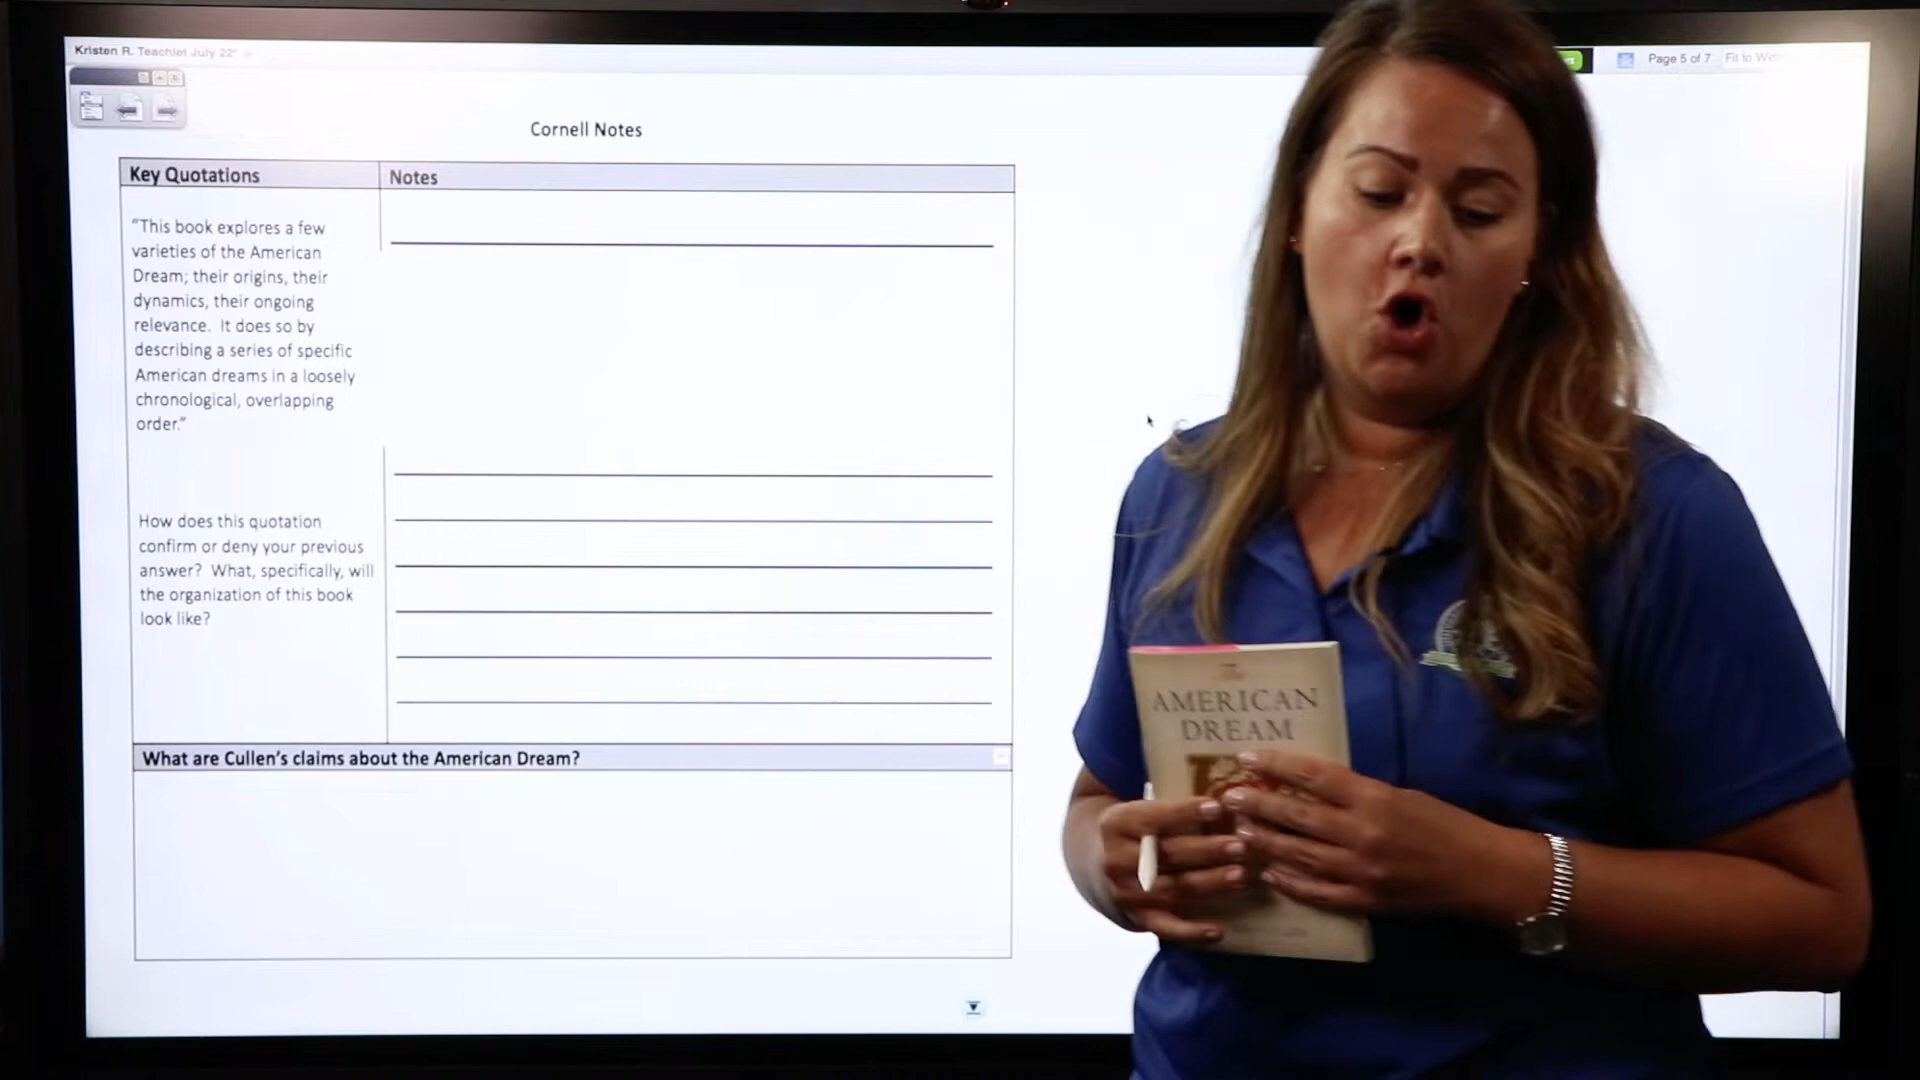 Kristen R. Teachlet July 22"
Page 5 of 7
Fit to
Cornell Notes
Key Quotations
Notes
"This book explores a few
varieties of the American
Dream; their origins, their
dynamics, their ongoing
relevance. It does so by
describing a series of specific
American dreams in a loosely
chronological, overlapping
order."
How does this quotation
confirm or deny your previous
answer? What, specifically, will
the organization of this book
look like?
What are Cullen's claims about the American Dream?
The
AMERICAN
DREAM